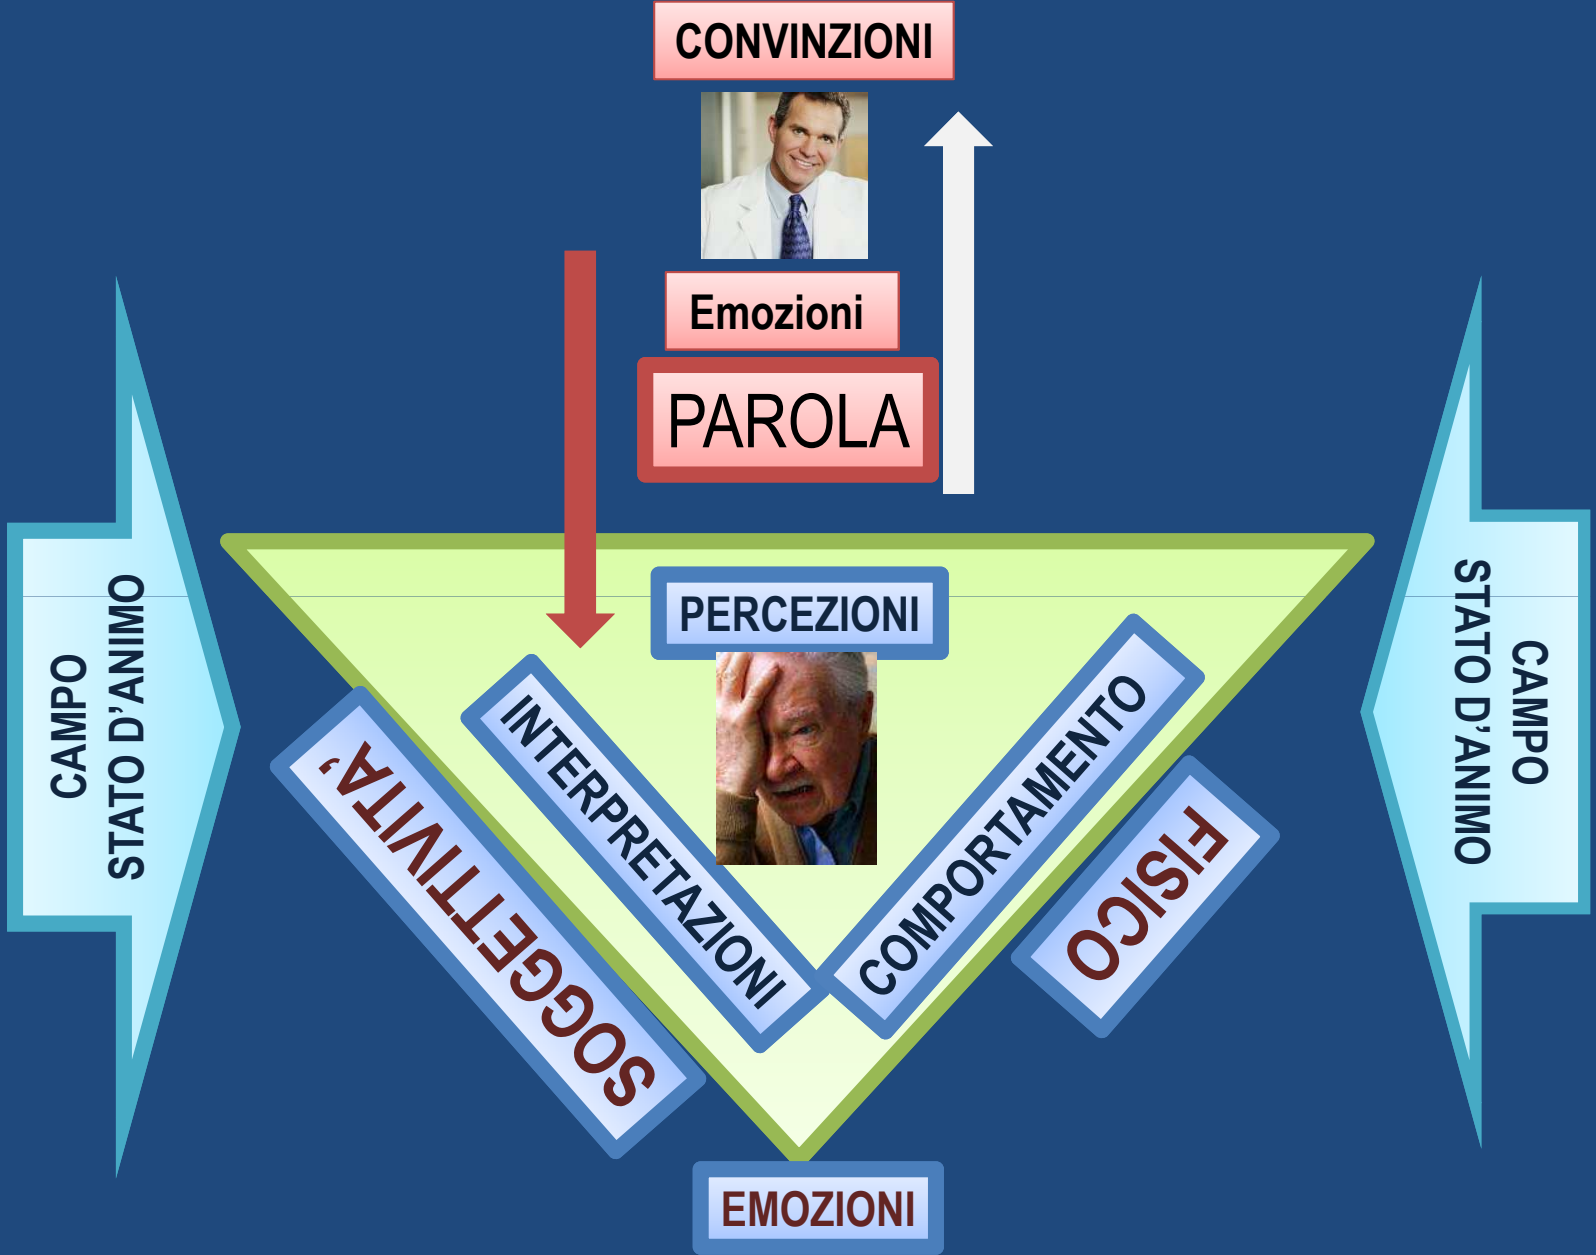 CONVINZIONI
Emozioni
PAROLA
PERCEZIONI
INTERPRETAZIONI
COMPORTAMENTO
SOGGETTIVITA’
FISICO
CAMPO
STATO D’ANIMO
CAMPO
STATO D’ANIMO
EMOZIONI